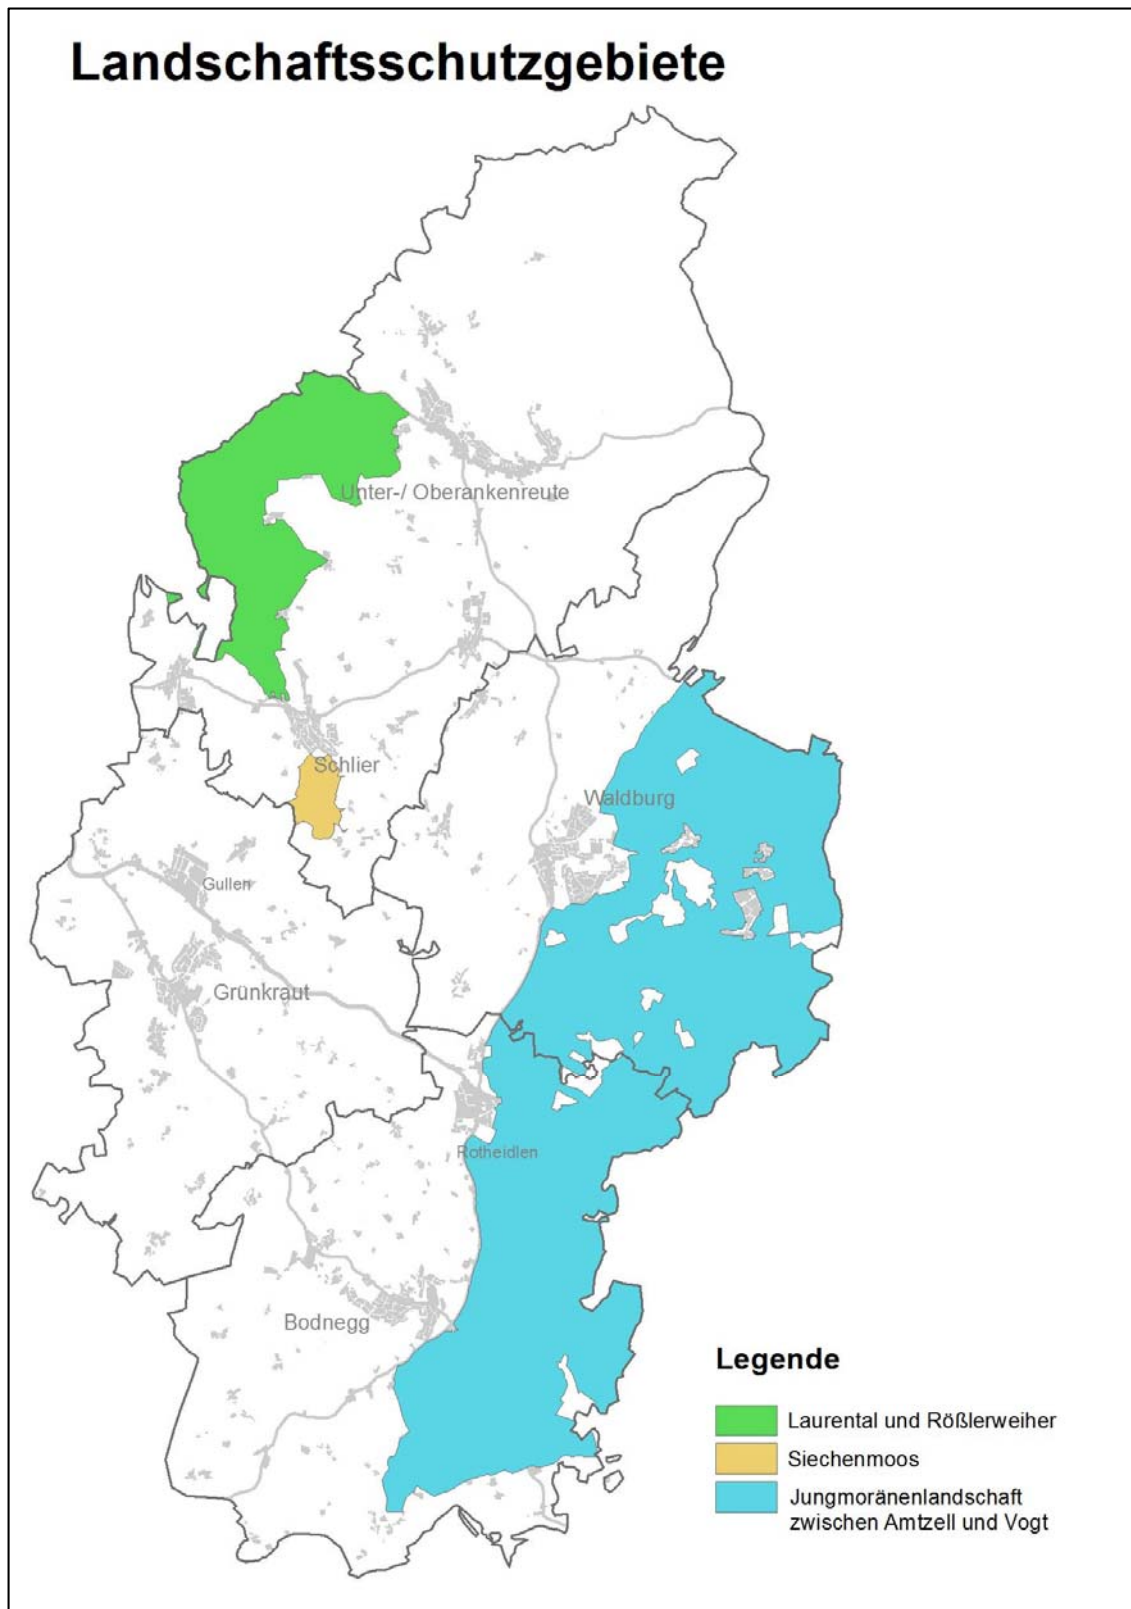 Landschaftsschutzgebiete
Unter-/ Oberankenreute
Schlier
Waldburg
Gullen
Grünkraut
Rotheidlen
Bodnegg
Legende
Laurental und Rößlerweiher
Siechenmoos
Jungmoränenlandschaft
zwischen Amtzell und Vogt